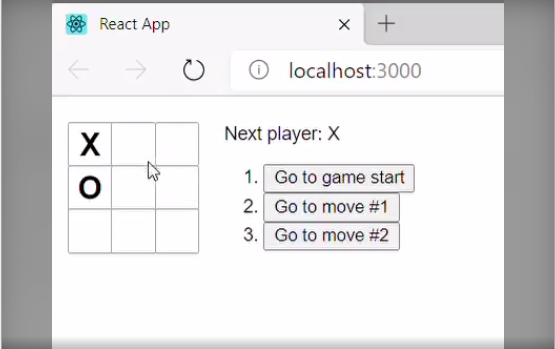 React App
localhost:3000
X
O
Next player: X
1. Go to game start
2. Go to move #1
3. Go to move #2